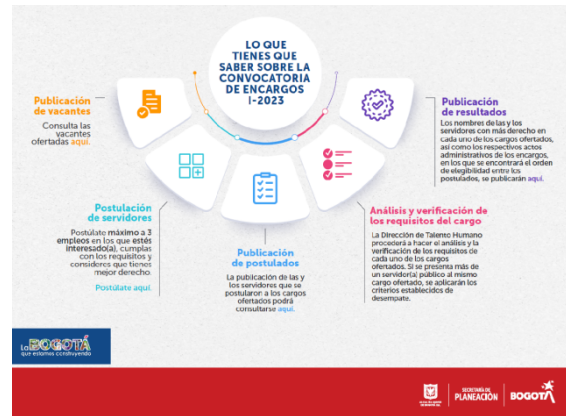 LO QUE
TIENES QUE
SABER SOBRE LA
CONVOCATORIA
DE ENCARGOS
I-2023
Publicación
de vacantes
Consulta las
vacantes
ofertadas aquí.
Postulación
de servidores
Postúlate máximo a 3
empleos en los que estés
interesado(a), cumplas
con los requisitos y
consideres que tienes
mejor derecho.
Postúlate aquí.
Publicación
de postulados
La publicación de las y
los servidores que se
postularon a los cargos
ofertados podrá
consultarse aquí.
Análisis y verificación de
los requisitos del cargo
La Dirección de Talento Humano
procederá a hacer el análisis y la
verificación de los requisitos de
cada uno de los cargos
ofertados. Si se presenta más de
un servidor(a) público al mismo
cargo ofertado, se aplicarán los
criterios establecidos de
desempate.
Publicación
de resultados
Los nombres de las y los
servidores con más derecho en
cada uno de los cargos ofertados,
así como los respectivos actos
administrativos de los encargos,
en los que se encontrará el orden
de elegibilidad entre los
postulados, se publicarán aquí.
La BOGOTÁ
que estamos construyendo
SECRETARÍA DE
PLANEACIÓN
BOGOTÁ